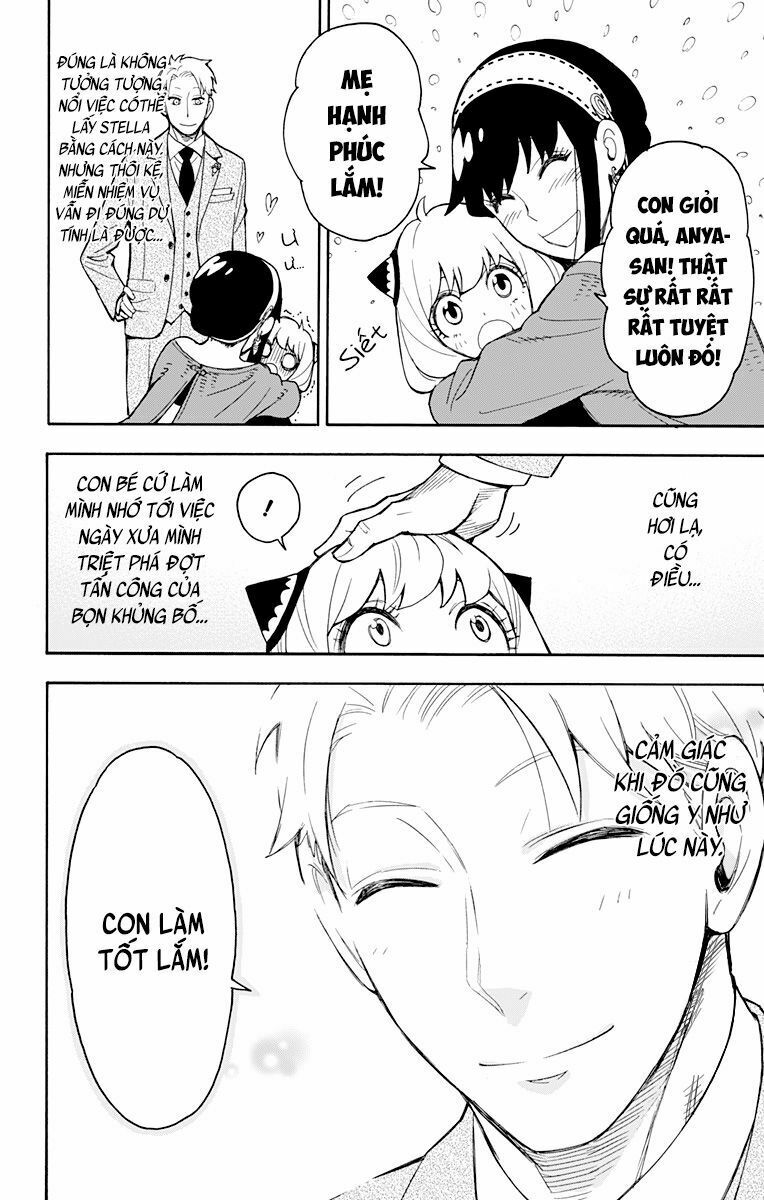 CON GIỎI
QUÁ, ANYA-
SAN! THẬT
SỰ RẤT RẤT
RẤT TUYỆT
LUÔN ĐÓ!
MẸ
HẠNH
PHÚC
LẮM!
Siết
ĐÚNG LÀ KHÔNG
TƯỞNG TƯỢNG
NỔI VIỆC CÓ THỂ
LẤY STELLA
BẰNG CÁCH NÀY.
NHƯNG THÔI KỆ,
MIỄN NHIỆM VỤ
VẪN ĐI ĐÚNG DỰ
TÍNH LÀ ĐƯỢC...
Ư
Ư...
CŨNG
HƠI LẠ,
CÓ
ĐIỀU...
!
CON BÉ CỨ LÀM
MÌNH NHỚ TỚI VIỆC
NGÀY XƯA MÌNH
TRIỆT PHÁ ĐỢT
TẤN CÔNG CỦA
BỌN KHỦNG BỐ...
CẢM GIÁC
KHI ĐÓ CŨNG
GIỐNG Y NHƯ
LÚC NÀY.
CON LÀM
TỐT LẮM!